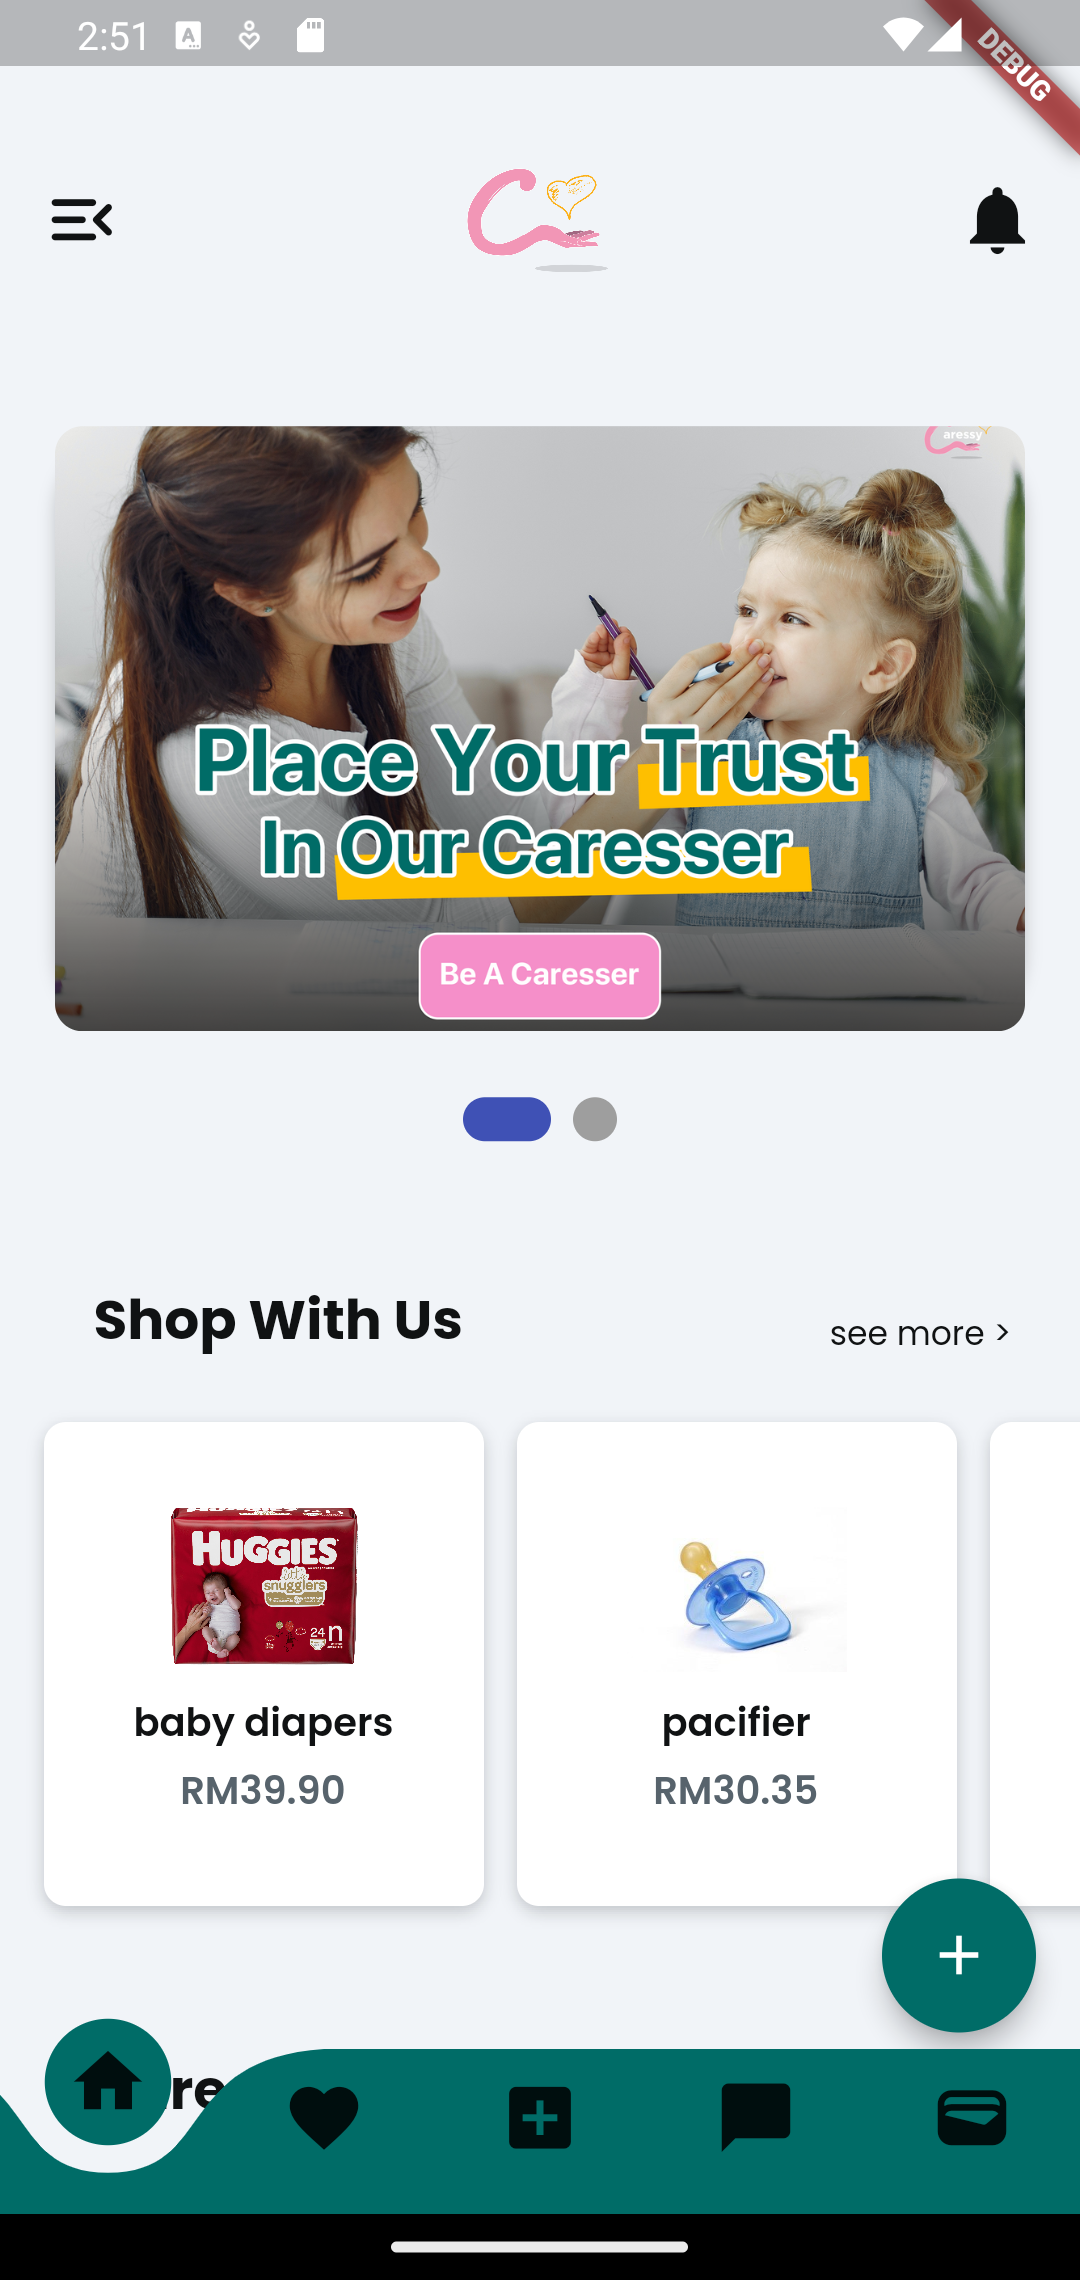 2:51
DEBUG
aressy
Place Your Trust
In Our Caresser
Be A Caresser
Shop With Us
see more >
HUGGIES
little
snugglers
24 n
baby diapers
pacifier
RM39.90
RM30.35
re